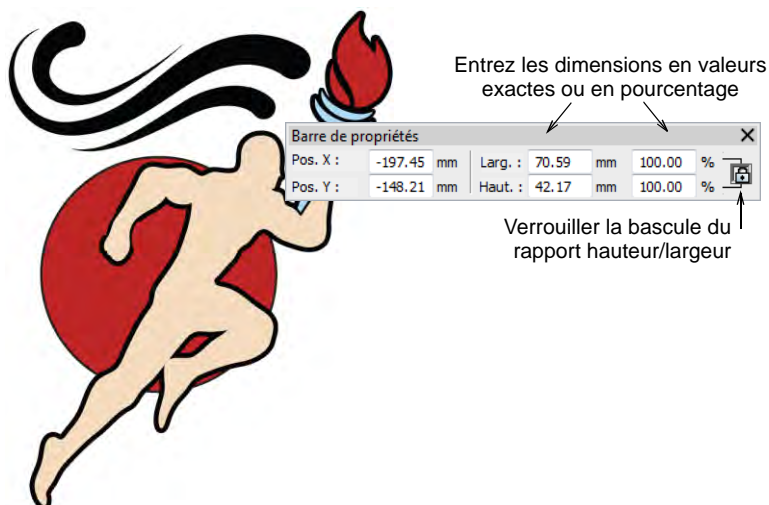 Entrez les dimensions en valeurs
exactes ou en pourcentage
Barre de propriétés
Pos. X : -197.45 mm Larg. : 70.59 mm 100.00 %
Pos. Y : -148.21 mm Haut. : 42.17 mm 100.00 %
Verrouiller la bascule du
rapport hauteur/largeur